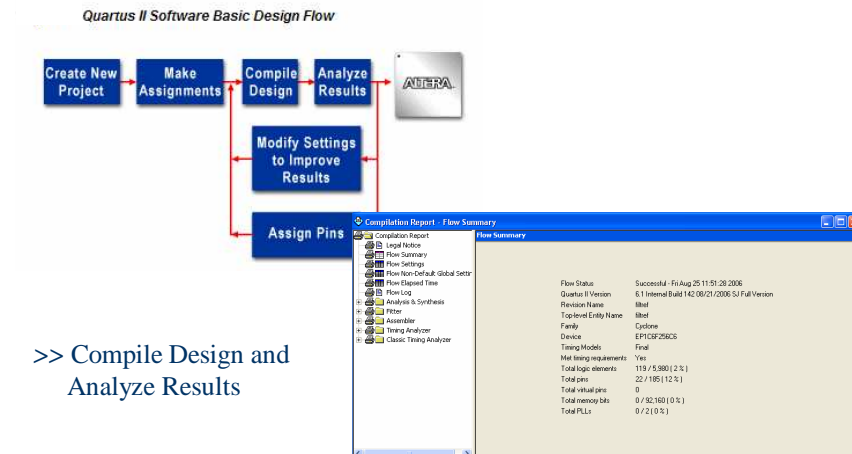 Quartus II Software Basic Design Flow
Create New
Project
Make
Assignments
Compile
Design
Analyze
Results
ALTERA
Modify Settings
to Improve
Results
Assign Pins
>> Compile Design and
Analyze Results
Compilation Report - Flow Summary
Compilation Report
Legal Notice
Flow Summary
Flow Settings
Flow Non-Default Global Settir
Flow Elapsed Time
Flow Log
Analysis & Synthesis
Fitter
Assembler
Timing Analyzer
Classic Timing Analyzer
Flow Summary
Flow Status Successful - Fri Aug 25 11:51:28 2006
Quartus II Version 6.1 Internal Build 142 08/21/2006 SJ Full Version
Revision Name filtref
Top-level Entity Name filtref
Family Cyclone
Device EP1C6F256C6
Timing Models Final
Met timing requirements Yes
Total logic elements 119 / 5,980 ( 2 % )
Total pins 22 / 185 ( 12 % )
Total virtual pins 0
Total memory bits 0 / 92,160 ( 0 % )
Total PLLs 0 / 2 ( 0 % )